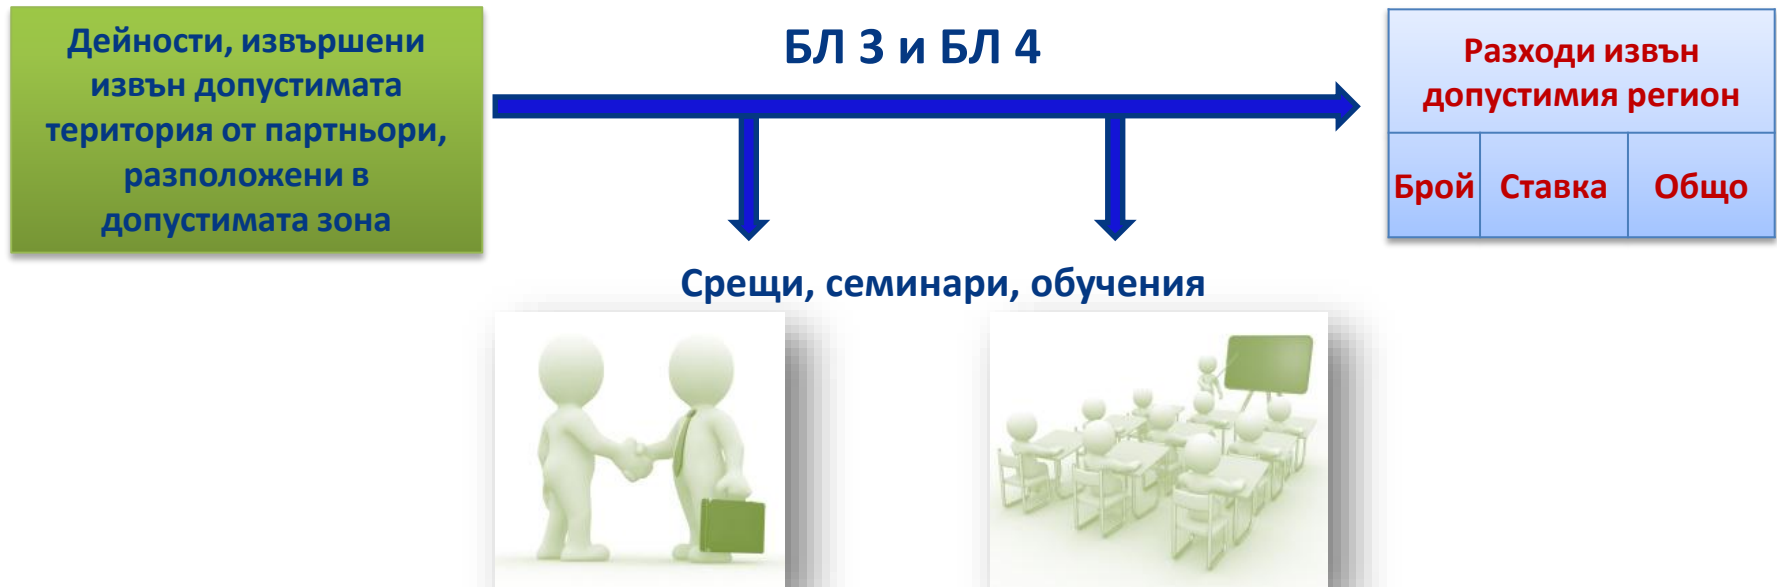 Дейности, извършени
извън допустимата
територия от партньори,
разположени в
допустимата зона
БЛ 3 и БЛ 4
Разходи извън
допустимия регион
Брой Ставка Общо
Срещи, семинари, обучения